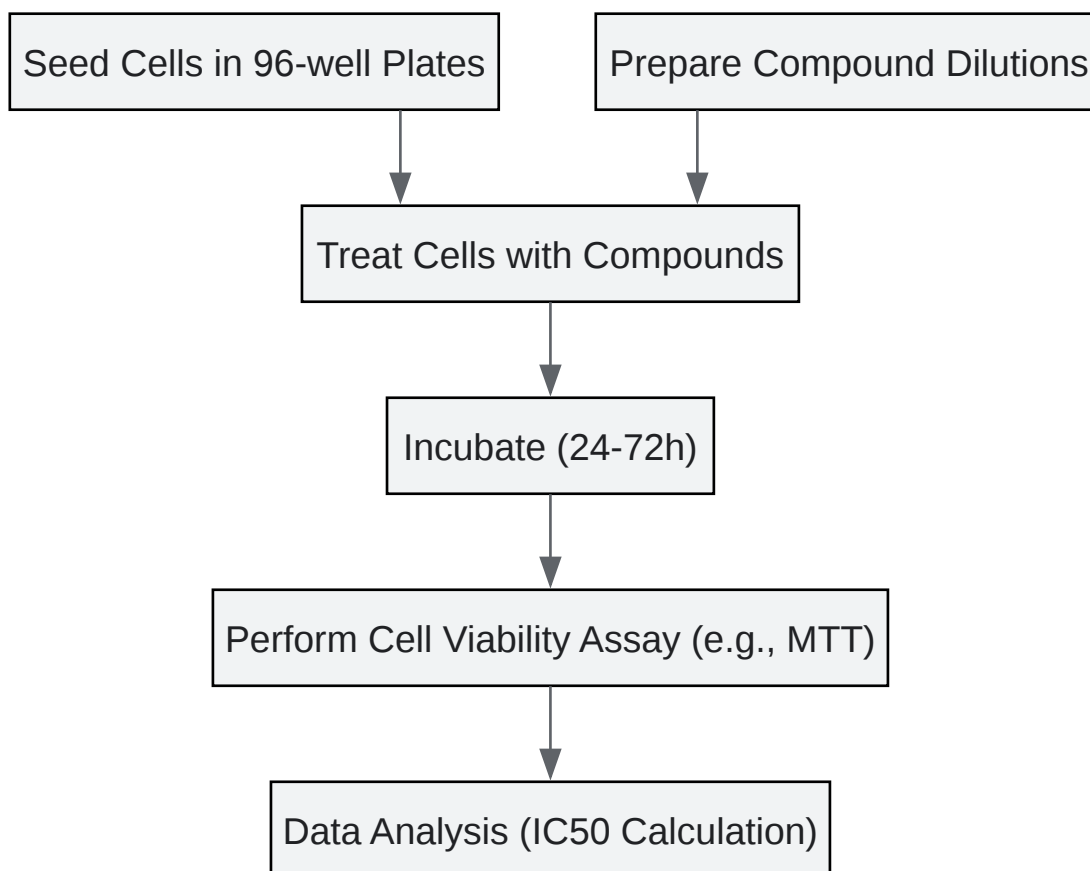 Seed Cells in 96-well Plates
Prepare Compound Dilutions
Treat Cells with Compounds
Incubate (24-72h)
Perform Cell Viability Assay (e.g., MTT)
Data Analysis (IC50 Calculation)